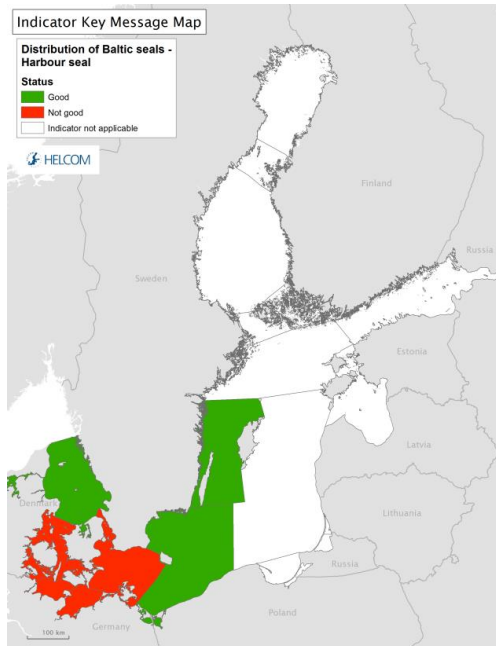 Indicator Key Message Map
Distribution of Baltic seals -
Harbour seal
Status
Good
Not good
Indicator not applicable
HELCOM
Finland
Russia
Sweden
Estonia
Latvia
Denmark
Lithuania
Russia
Poland
Germany
100 km